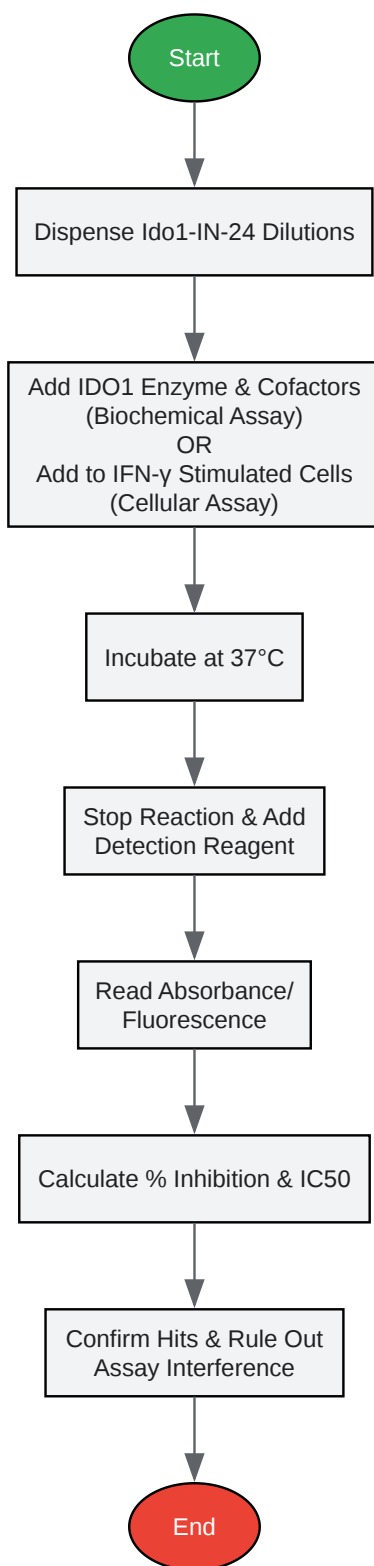 Start
Dispense Ido1-IN-24 Dilutions
Add IDO1 Enzyme & Cofactors
(Biochemical Assay)
OR
Add to IFN-γ Stimulated Cells
(Cellular Assay)
Incubate at 37°C
Stop Reaction & Add
Detection Reagent
Read Absorbance/
Fluorescence
Calculate % Inhibition & IC50
Confirm Hits & Rule Out
Assay Interference
End